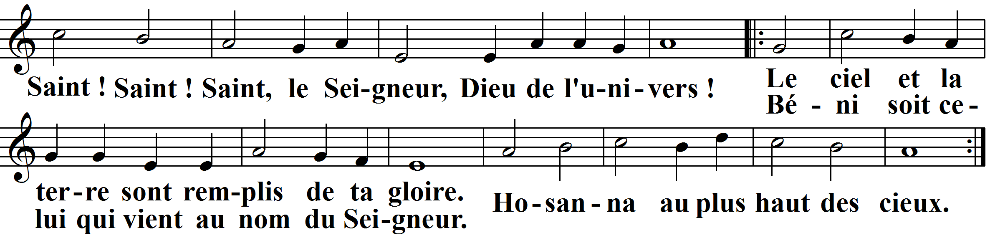 Saint ! Saint ! Saint, le Sei-gneur, Dieu de l'u-ni-vers ! Le ciel et la
Bé - ni soit ce-
ter-re sont rem-plis de ta gloire. Ho-san-na au plus haut des cieux.
lui qui vient au nom du Sei-gneur.